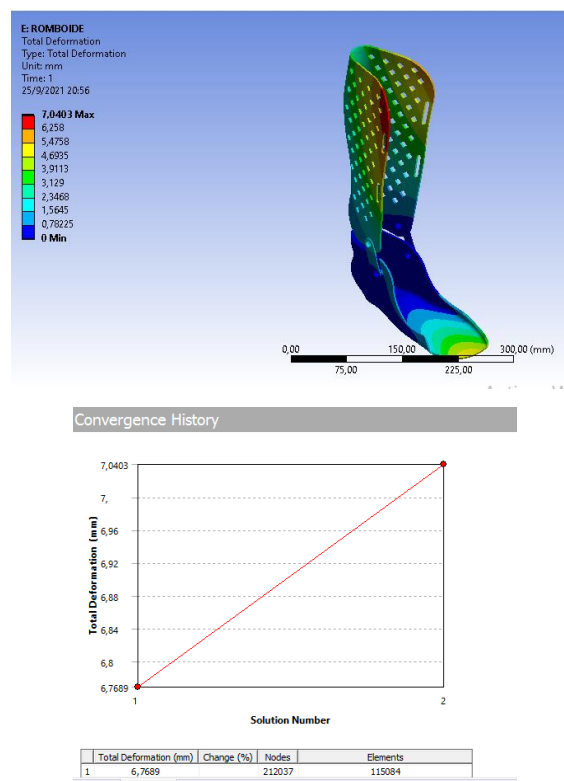 E: ROMBOIDE
Total Deformation
Type: Total Deformation
Unit: mm
Time: 1
25/9/2021 20:56
7,0403 Max
6,258
5,4758
4,6935
3,9113
3,129
2,3468
1,5645
0,78225
0 Min
0,00 150,00 300,00 (mm)
75,00 225,00
Convergence History
7,0403
7,
6,96
6,92
6,88
6,84
6,8
6,7689
Total Deformation (mm)
1 2
Solution Number
Total Deformation (mm) Change (%) Nodes Elements
1 6,7689 212037 115084